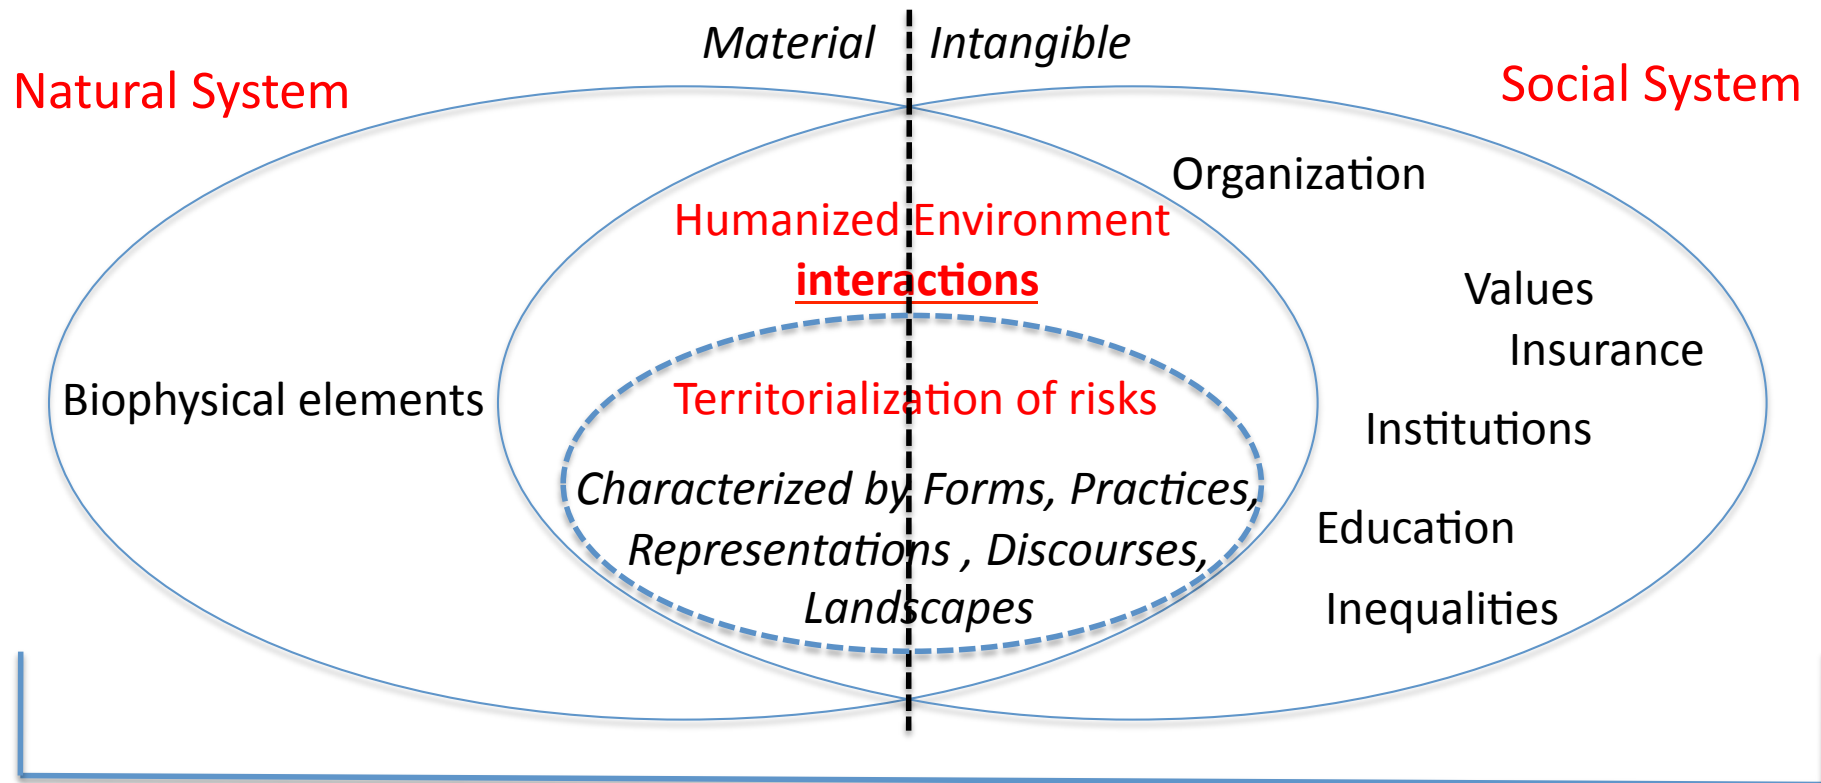 Material Intangible
Natural System
Social System
Organization
Humanized Environment
interactions
Values
Insurance
Biophysical elements
Territorialization of risks
Institutions
Characterized by Forms, Practices,
Representations , Discourses,
Landscapes
Education
Inequalities